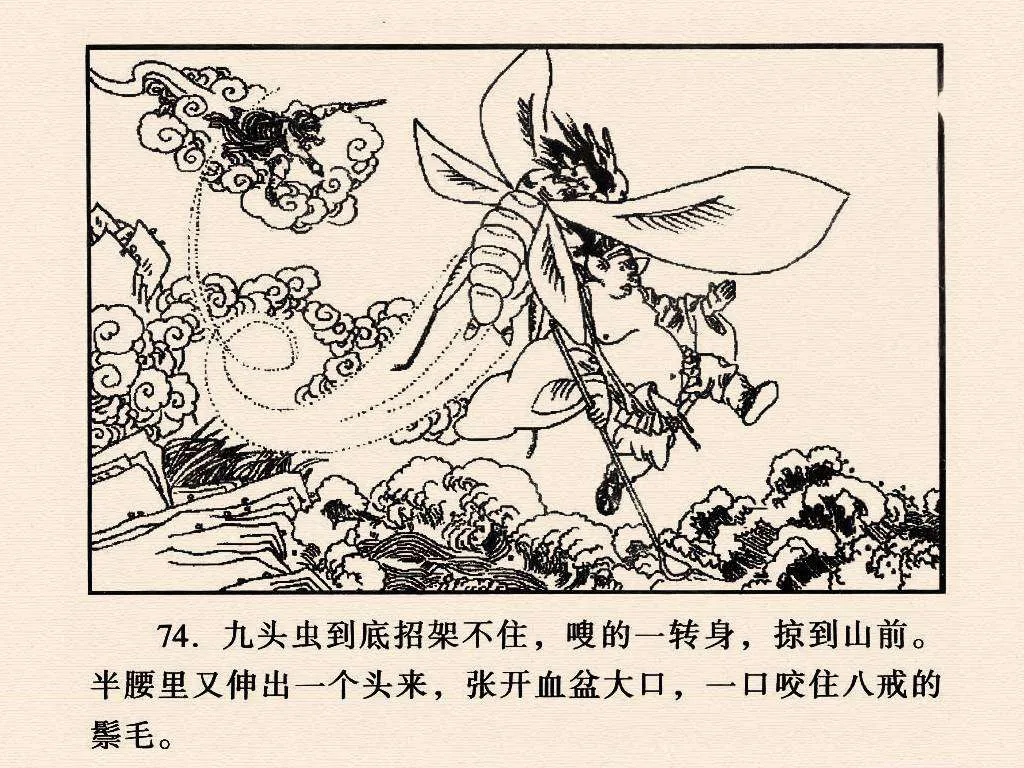 74. 九头虫到底招架不住，嗖的一转身，掠到山前。
半腰里又伸出一个头来，张开血盆大口，一口咬住八戒的
鬃毛。